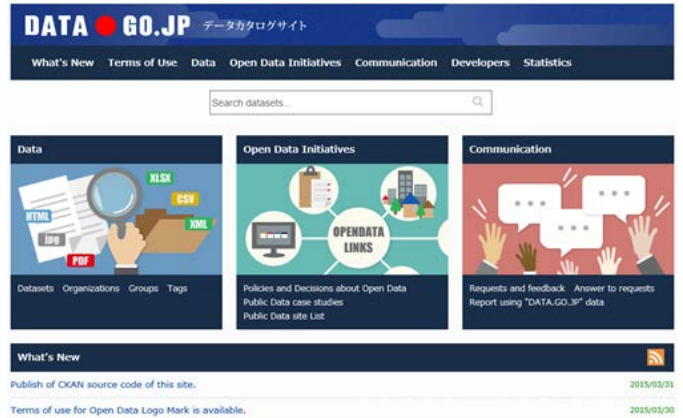 DATA GO.JP データカタログサイト
What's New Terms of Use Data Open Data Initiatives Communication Developers Statistics
Search datasets...
Data
HTML
jpg
PDF
XLSX
CSV
XML
Datasets Organizations Groups Tags
Open Data Initiatives
OPENDATA
LINKS
Policies and Decisions about Open Data
Public Data case studies
Public Data site List
Communication
Requests and feedback Answer to requests
Report using "DATA.GO.JP" data
What's New
Publish of CKAN source code of this site. 2015/03/31
Terms of use for Open Data Logo Mark is available. 2015/03/30